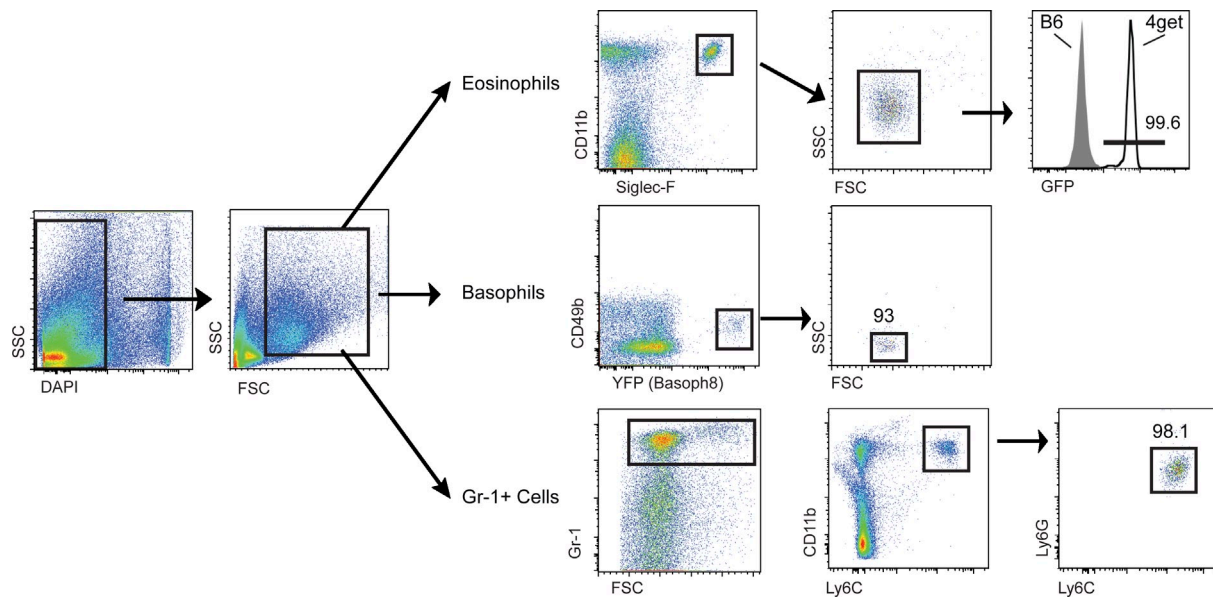 SSC
DAPI
SSC
FSC
Eosinophils
Basophils
Gr-1+ Cells
CD11b
Siglec-F
SSC
FSC
B6
4get
99.6
GFP
CD49b
YFP (Basoph8)
93
SSC
FSC
Gr-1
FSC
CD11b
Ly6C
98.1
Ly6G
Ly6C